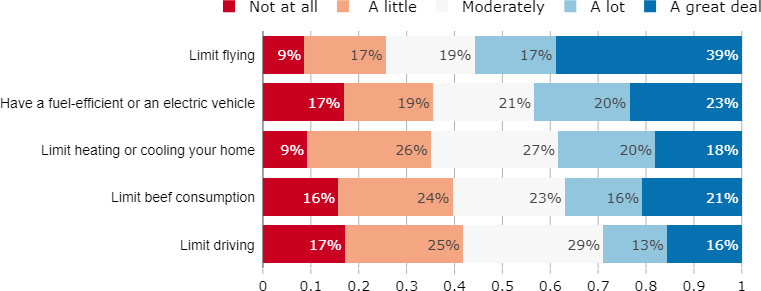 Not at all A little Moderately A lot A great deal
Limit flying 9% 17% 19% 17% 39%
Have a fuel-efficient or an electric vehicle 17% 19% 21% 20% 23%
Limit heating or cooling your home 9% 26% 27% 20% 18%
Limit beef consumption 16% 24% 23% 16% 21%
Limit driving 17% 25% 29% 13% 16%
0 0.1 0.2 0.3 0.4 0.5 0.6 0.7 0.8 0.9 1